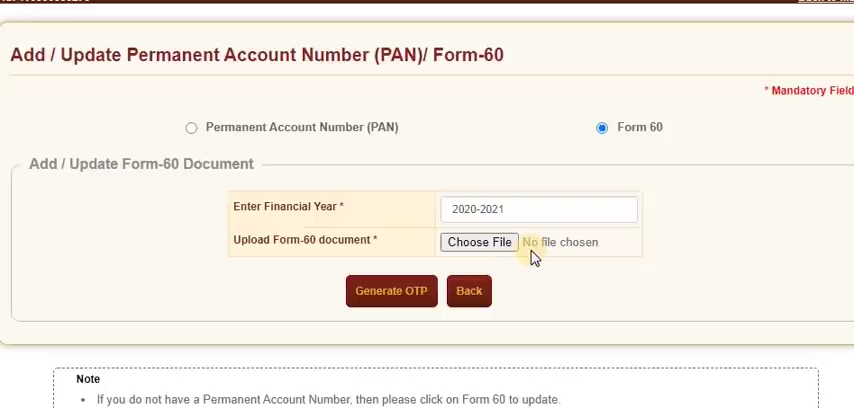 Add / Update Permanent Account Number (PAN)/ Form-60
* Mandatory Field
Permanent Account Number (PAN) Form 60
Add / Update Form-60 Document
Enter Financial Year * 2020-2021
Upload Form-60 document * Choose File No file chosen
Generate OTP Back
Note
• If you do not have a Permanent Account Number, then please click on Form 60 to update.